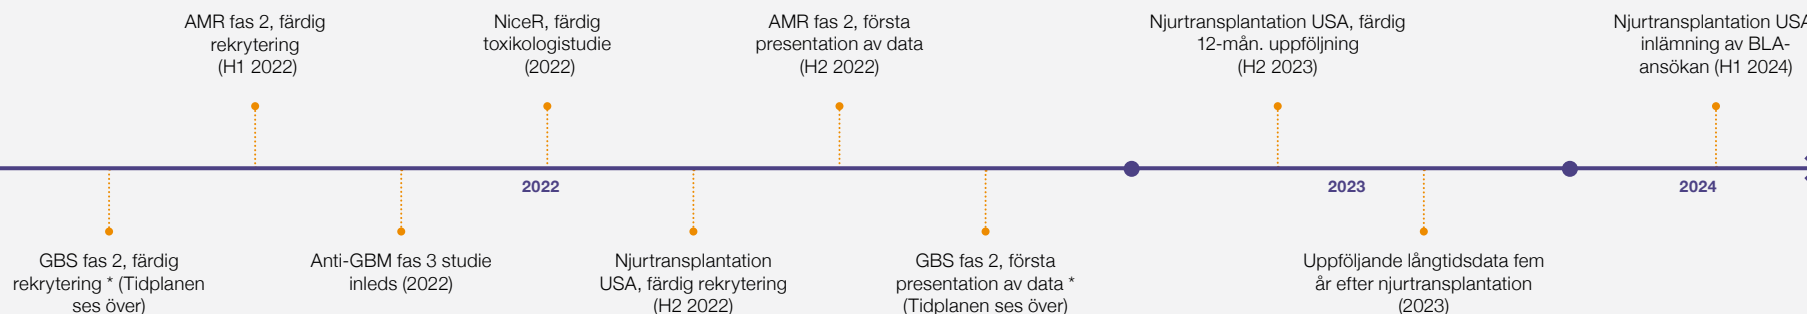 AMR fas 2, färdig
rekrytering
(H1 2022)
NiceR, färdig
toxikologistudie
(2022)
AMR fas 2, första
presentation av data
(H2 2022)
Njurtransplantation USA, färdig
12-mån. uppföljning
(H2 2023)
Njurtransplantation USA
inlämning av BLA-
ansökan (H1 2024)
2022
2023
2024
GBS fas 2, färdig
rekrytering * (Tidplanen
ses över)
Anti-GBM fas 3 studie
inleds (2022)
Njurtransplantation
USA, färdig rekrytering
(H2 2022)
GBS fas 2, första
presentation av data *
(Tidplanen ses över)
Uppföljande långtidsdata fem
år efter njurtransplantation
(2023)